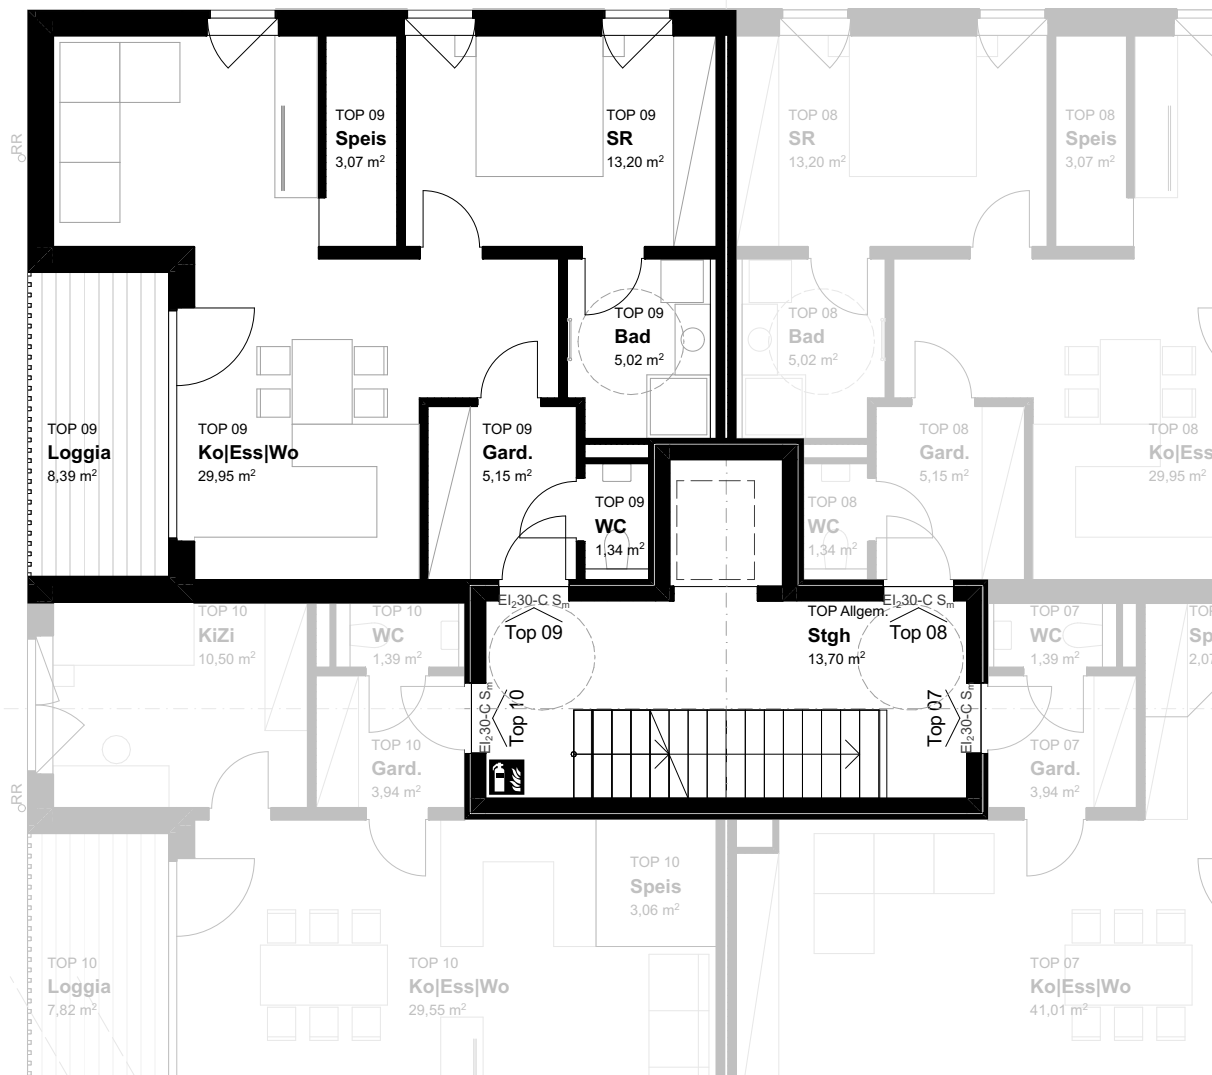 TOP 09
Speis
3,07 m²
TOP 09
SR
13,20 m²
TOP 08
SR
13,20 m²
TOP 08
Speis
3,07 m²
RR
TOP 09
Bad
5,02 m²
TOP 08
Bad
5,02 m²
TOP 09
Loggia
8,39 m²
TOP 09
Ko|Ess|Wo
29,95 m²
TOP 09
Gard.
5,15 m²
TOP 08
Gard.
5,15 m²
TOP 08
Ko|Ess
29,95 m²
TOP 09
WC
1,34 m²
TOP 08
WC
1,34 m²
EI₂30-C Sₘ
Top 09
EI₂30-C Sₘ
Top 08
TOP Allgem.
Stgh
13,70 m²
TOP 10
KiZi
10,50 m²
TOP 10
WC
1,39 m²
TOP 07
WC
1,39 m²
TOP
Sp
2,07
EI₂30-C Sₘ
Top 10
Top 07
EI₂30-C Sₘ
TOP 10
Gard.
3,94 m²
TOP 07
Gard.
3,94 m²
RR
TOP 10
Speis
3,06 m²
TOP 10
Loggia
7,82 m²
TOP 10
Ko|Ess|Wo
29,55 m²
TOP 07
Ko|Ess|Wo
41,01 m²